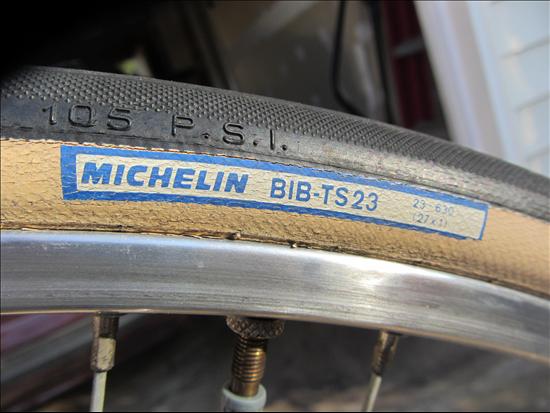 105 P.S.I.
MICHELIN BIB-TS23
23-630
(27x1)